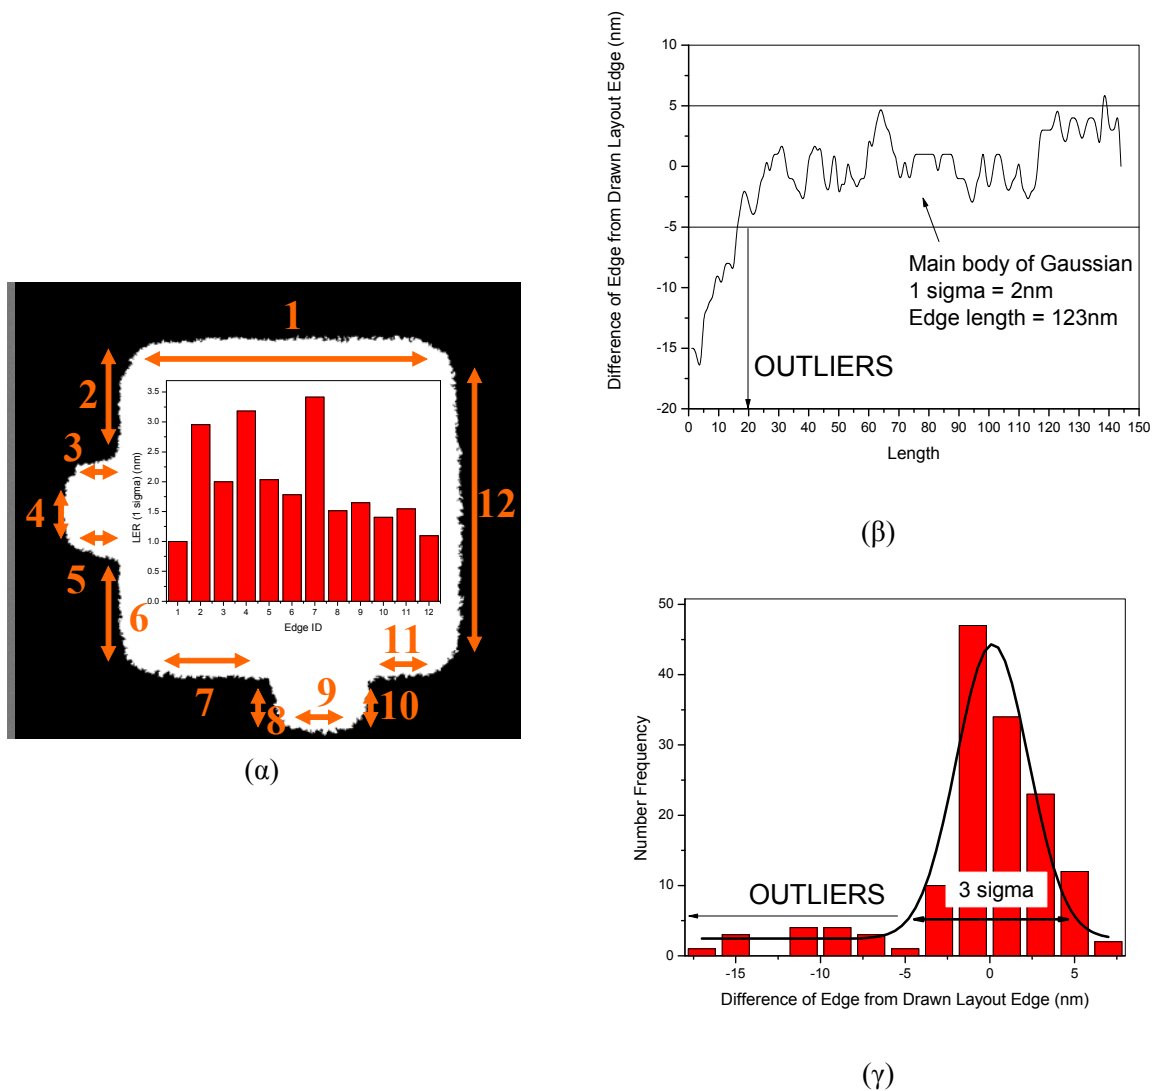 1
2
3
4
5
6
7
8
9
10
11
12
3.5
3.0
2.5
2.0
1.5
1.0
0.5
0.0
LER (1 sigma) (nm)
1 2 3 4 5 6 7 8 9 10 11 12
Edge ID
(α)
Difference of Edge from Drawn Layout Edge (nm)
10
5
0
-5
-10
-15
-20
Main body of Gaussian
1 sigma = 2nm
Edge length = 123nm
OUTLIERS
0 10 20 30 40 50 60 70 80 90 100 110 120 130 140 150
Length
(β)
Number Frequency
50
40
30
20
10
0
OUTLIERS
3 sigma
-15 -10 -5 0 5
Difference of Edge from Drawn Layout Edge (nm)
(γ)